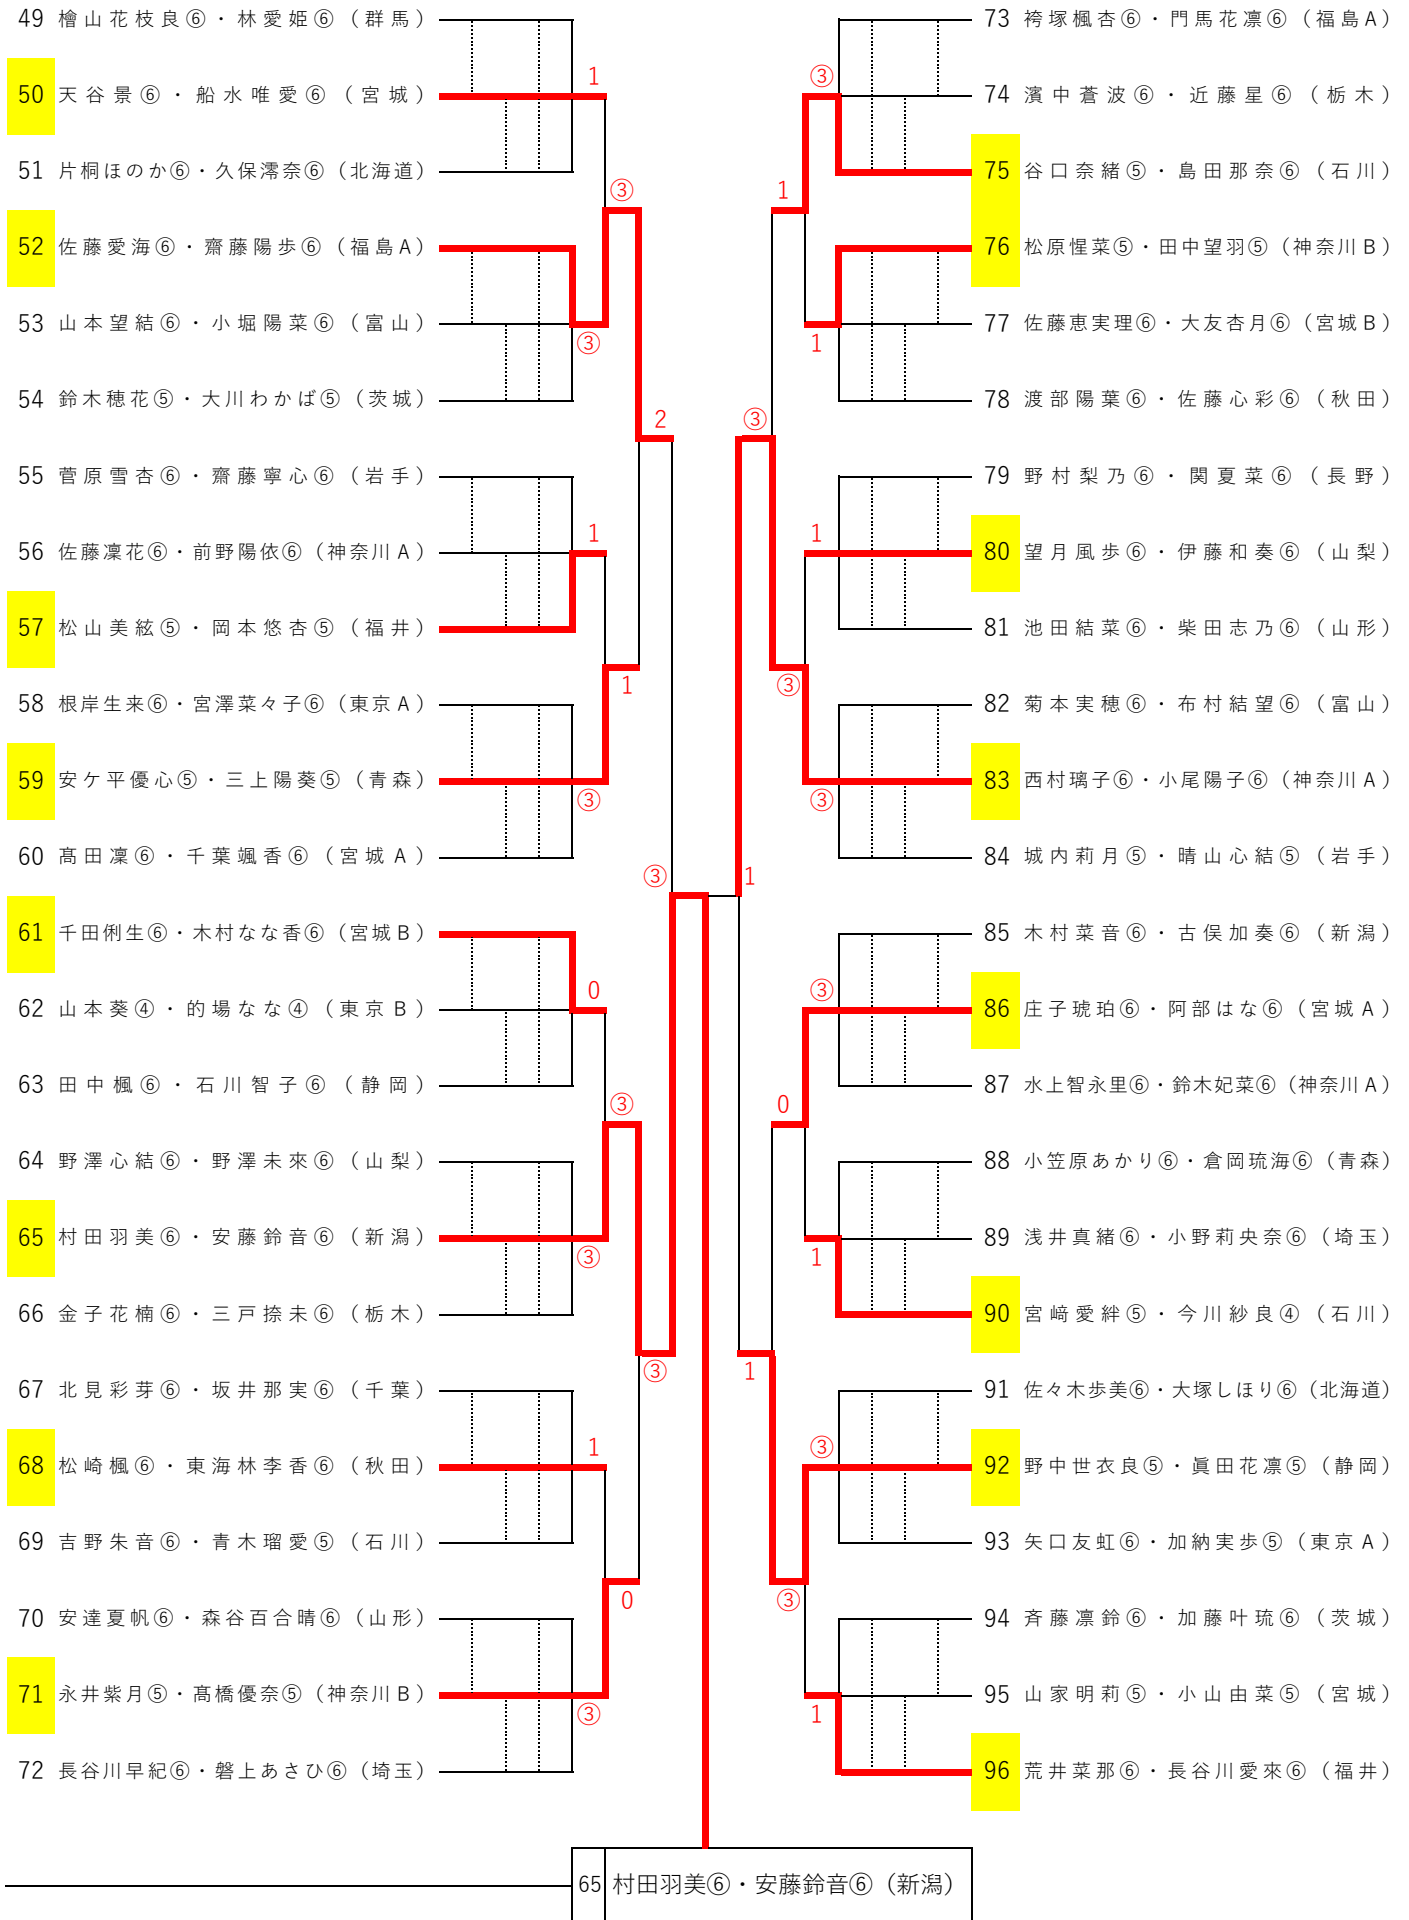 49 檜山花枝良⑥・林愛姫⑥（群馬）
50 天谷景⑥・船水唯愛⑥（宮城）
51 片桐ほのか⑥・久保澪奈⑥（北海道）
52 佐藤愛海⑥・齋藤陽歩⑥（福島A）
53 山本望結⑥・小堀陽菜⑥（富山）
54 鈴木穂花⑤・大川わかば⑤（茨城）
55 菅原雪杏⑥・齋藤寧心⑥（岩手）
56 佐藤凜花⑥・前野陽依⑥（神奈川A）
57 松山美絃⑤・岡本悠杏⑤（福井）
58 根岸生来⑥・宮澤菜々子⑥（東京A）
59 安ケ平優心⑤・三上陽葵⑤（青森）
60 髙田凜⑥・千葉颯香⑥（宮城A）
61 千田俐生⑥・木村なな香⑥（宮城B）
62 山本葵④・的場なな④（東京B）
63 田中楓⑥・石川智子⑥（静岡）
64 野澤心結⑥・野澤未來⑥（山梨）
65 村田羽美⑥・安藤鈴音⑥（新潟）
66 金子花楠⑥・三戸捺未⑥（栃木）
67 北見彩芽⑥・坂井那実⑥（千葉）
68 松崎楓⑥・東海林李香⑥（秋田）
69 吉野朱音⑥・青木瑠愛⑤（石川）
70 安達夏帆⑥・森谷百合晴⑥（山形）
71 永井紫月⑤・髙橋優奈⑤（神奈川B）
72 長谷川早紀⑥・磐上あさひ⑥（埼玉）
1
③
③
1
1
③
2
0
③
③
1
③
0
③
③
73 袴塚楓杏⑥・門馬花凛⑥（福島A）
74 濱中蒼波⑥・近藤星⑥（栃木）
75 谷口奈緒⑤・島田那奈⑥（石川）
76 松原惺菜⑤・田中望羽⑤（神奈川B）
77 佐藤恵実理⑥・大友杏月⑥（宮城B）
78 渡部陽葉⑥・佐藤心彩⑥（秋田）
79 野村梨乃⑥・関夏菜⑥（長野）
80 望月風歩⑥・伊藤和奏⑥（山梨）
81 池田結菜⑥・柴田志乃⑥（山形）
82 菊本実穂⑥・布村結望⑥（富山）
83 西村璃子⑥・小尾陽子⑥（神奈川A）
84 城内莉月⑤・晴山心結⑤（岩手）
85 木村菜音⑥・古俣加奏⑥（新潟）
86 庄子琥珀⑥・阿部はな⑥（宮城A）
87 水上智永里⑥・鈴木妃菜⑥（神奈川A）
88 小笠原あかり⑥・倉岡琉海⑥（青森）
89 浅井真緒⑥・小野莉央奈⑥（埼玉）
90 宮﨑愛絆⑤・今川紗良④（石川）
91 佐々木歩美⑥・大塚しほり⑥（北海道）
92 野中世衣良⑤・眞田花凛⑤（静岡）
93 矢口友虹⑥・加納実歩⑤（東京A）
94 斉藤凛鈴⑥・加藤叶琉⑥（茨城）
95 山家明莉⑤・小山由菜⑤（宮城）
96 荒井菜那⑥・長谷川愛來⑥（福井）
③
1
1
③
1
③
③
1
③
0
1
1
③
③
1
65 村田羽美⑥・安藤鈴音⑥（新潟）